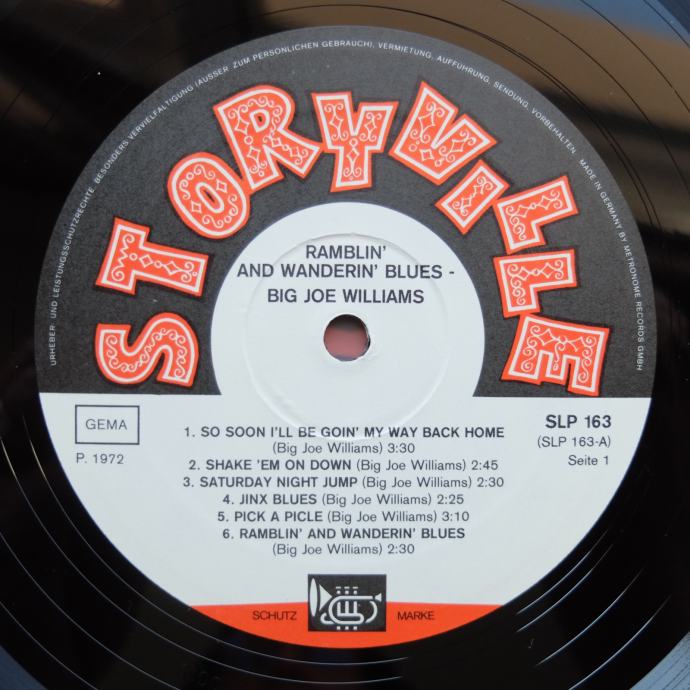 URHEBER- UND LEISTUNGSSCHUTZRECHTE, BESONDERS VERVIELFÄLTIGUNG (AUSSER ZUM PERSÖNLICHEN GEBRAUCH), VERMIETUNG, AUFFÜHRUNG, SENDUNG, VORBEHALTEN. MADE IN GERMANY BY METRONOME RECORDS GMBH
STORYVILLE
RAMBLIN'
AND WANDERIN' BLUES -
BIG JOE WILLIAMS
GEMA
P. 1972
SLP 163
(SLP 163-A)
Seite 1
1. SO SOON I'LL BE GOIN' MY WAY BACK HOME
(Big Joe Williams) 3:30
2. SHAKE 'EM ON DOWN (Big Joe Williams) 2:45
3. SATURDAY NIGHT JUMP (Big Joe Williams) 2:30
4. JINX BLUES (Big Joe Williams) 2:25
5. PICK A PICLE (Big Joe Williams) 3:10
6. RAMBLIN' AND WANDERIN' BLUES
(Big Joe Williams) 2:30
SCHUTZ MARKE